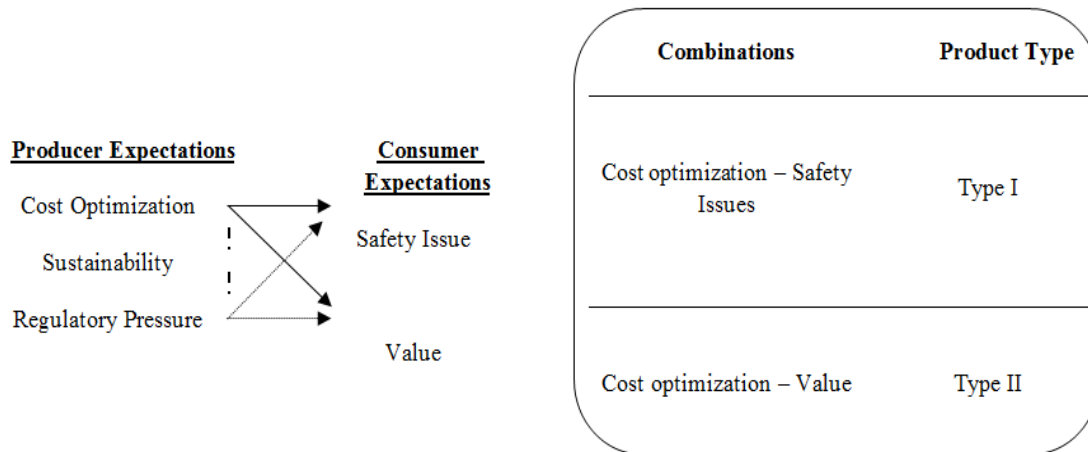 Producer Expectations
Cost Optimization
Sustainability
Regulatory Pressure
Consumer
Expectations
Safety Issue
Value
Combinations Product Type
Cost optimization – Safety
Issues
Type I
Cost optimization – Value Type II